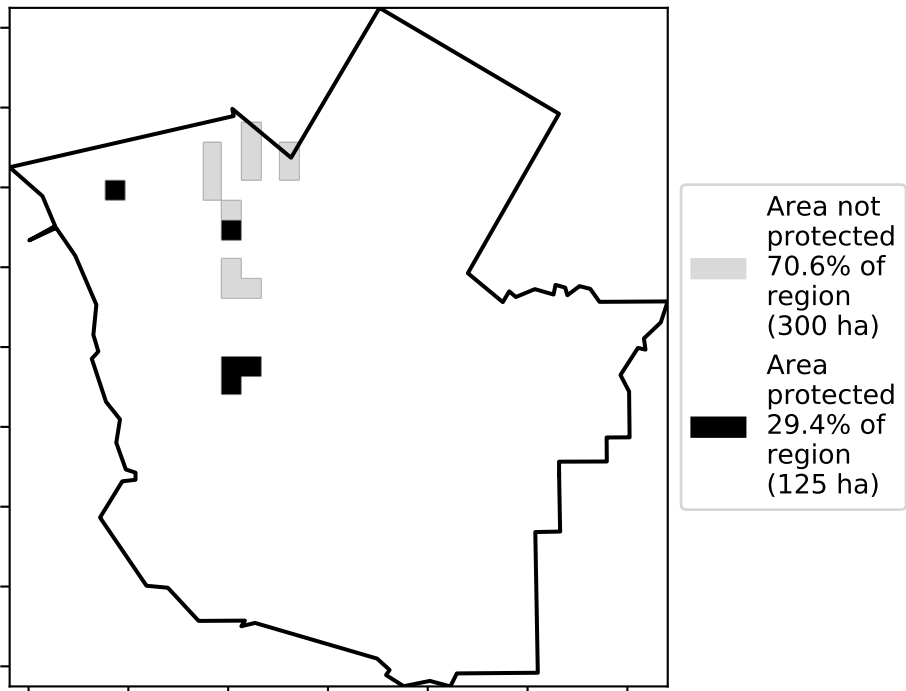 Area not
protected
70.6% of
region
(300 ha)
Area
protected
29.4% of
region
(125 ha)